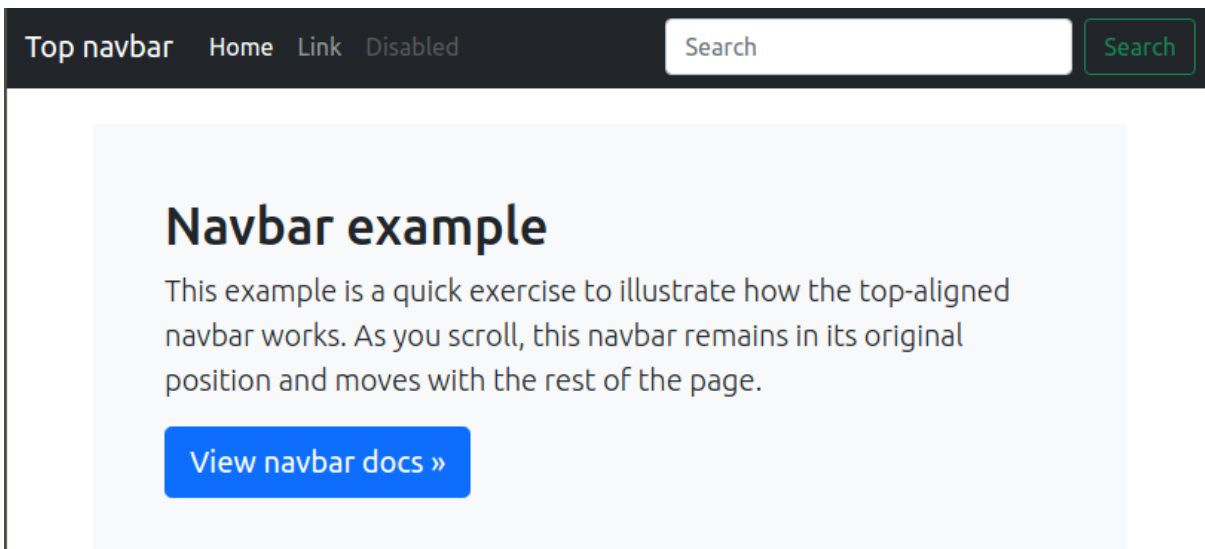 Top navbar Home Link Disabled Search Search
Navbar example
This example is a quick exercise to illustrate how the top-aligned
navbar works. As you scroll, this navbar remains in its original
position and moves with the rest of the page.
View navbar docs »